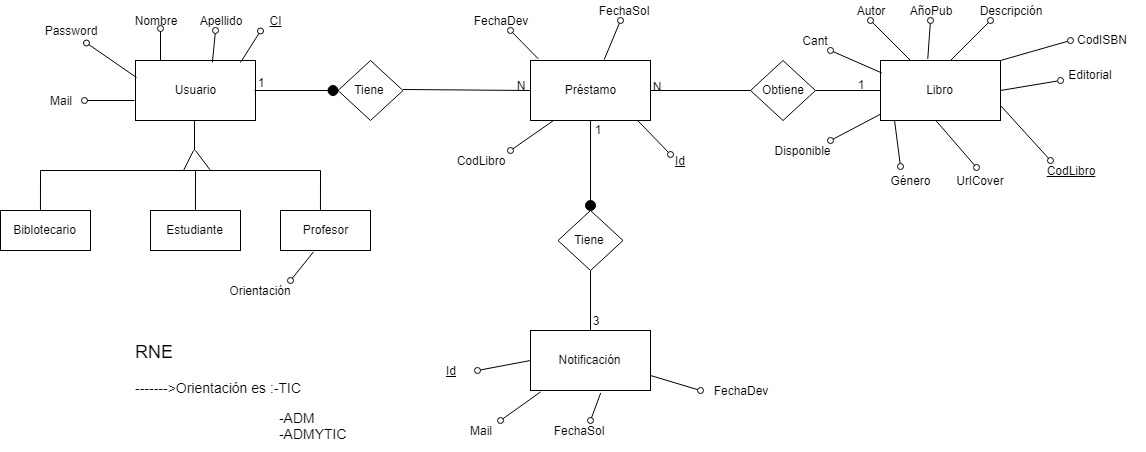 FechaSol
Autor
AñoPub
Descripción
Nombre
Apellido
CI
FechaDev
Password
Cant
CodISBN
Mail
1
Usuario
Tiene
N
Préstamo
N
Obtiene
1
Libro
Editorial
1
CodLibro
Id
Disponible
Género
UrlCover
CodLibro
Biblotecario
Estudiante
Profesor
Tiene
Orientación
3
RNE
Notificación
Id
------->Orientación es :-TIC
-ADM
-ADMYTIC
FechaDev
Mail
FechaSol